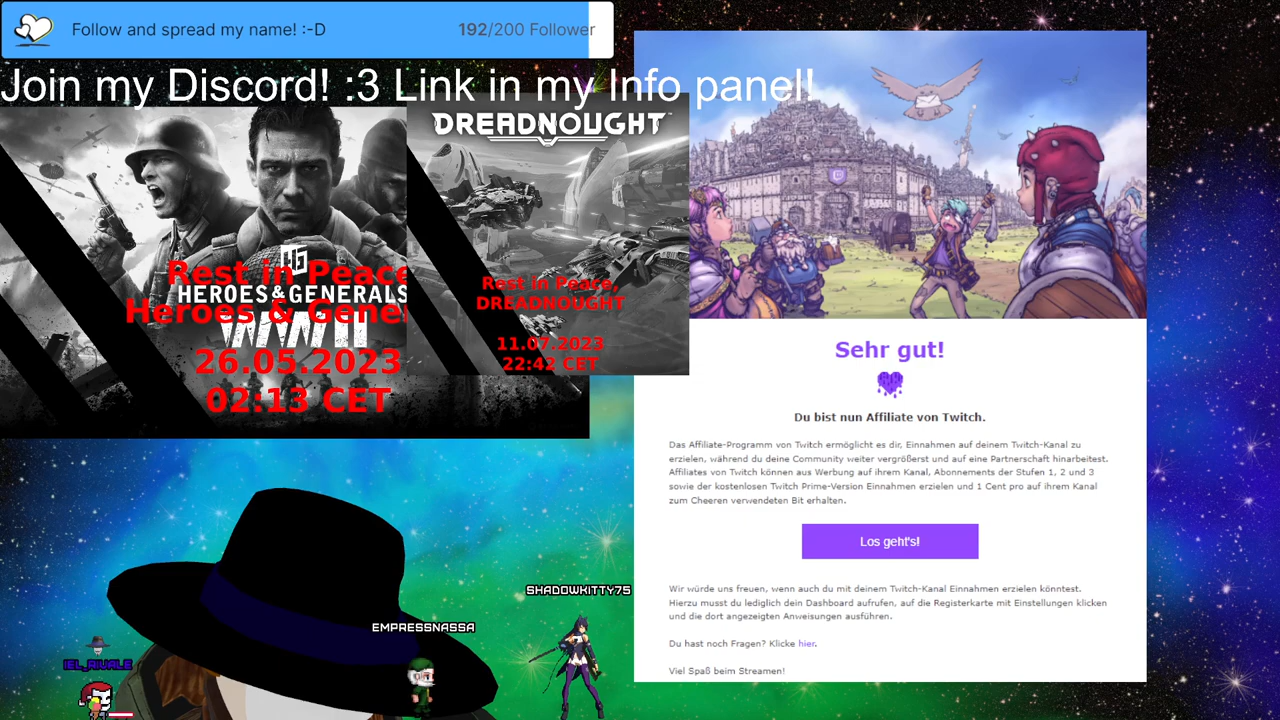 Follow and spread my name! :-D
192/200 Follower
Join my Discord! :3 Link in my Info panel!
DREADNOUGHT
Rest in Peace
HEROES & GENERALS
Heroes & Gene
WWII
26.05.2023
02:13 CET
Rest in Peace,
DREADNOUGHT
11.07.2023
22:42 CET
Sehr gut!
Du bist nun Affiliate von Twitch.
Das Affiliate-Programm von Twitch ermöglicht es dir, Einnahmen auf deinem Twitch-Kanal zu
erzielen, während du deine Community weiter vergrößerst und auf eine Partnerschaft hinarbeitest.
Affiliates von Twitch können aus Werbung auf ihrem Kanal, Abonnements der Stufen 1, 2 und 3
sowie der kostenlosen Twitch Prime-Version Einnahmen erzielen und 1 Cent pro auf ihrem Kanal
zum Cheeren verwendeten Bit erhalten.
Los geht's!
Wir würde uns freuen, wenn auch du mit deinem Twitch-Kanal Einnahmen erzielen könntest.
Hierzu musst du lediglich dein Dashboard aufrufen, auf die Registerkarte mit Einstellungen klicken
und die dort angezeigten Anweisungen ausführen.
Du hast noch Fragen? Klicke hier.
Viel Spaß beim Streamen!
SHADOWKITTY75
EMPRESSNASSA